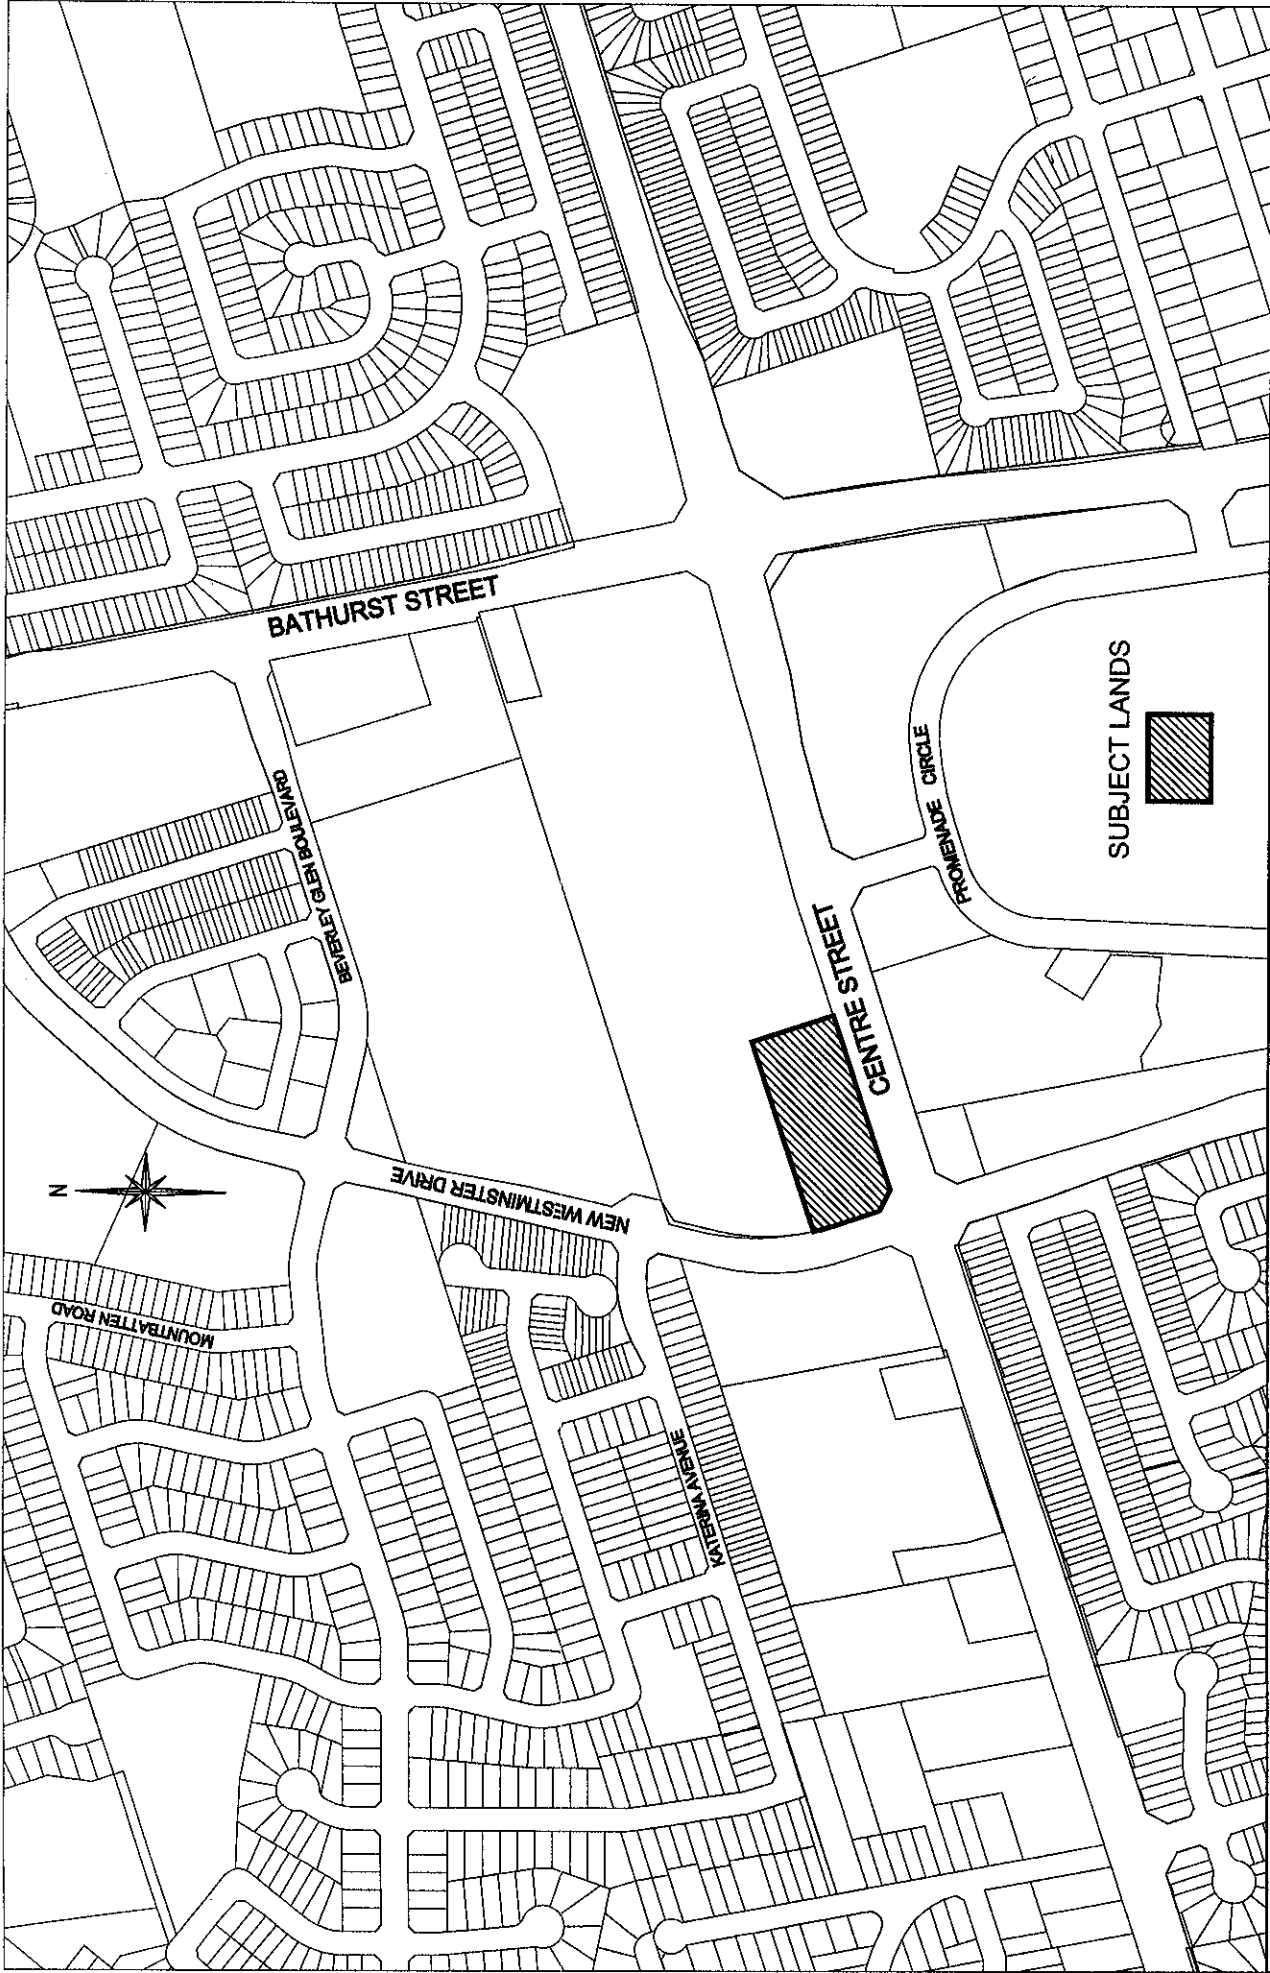 N
MOUNTBATTEN ROAD
NEW WESTMINSTER DRIVE
BEVERLEY GLEN BOULEVARD
BATHURST STREET
KATERINA AVENUE
CENTRE STREET
PROMENADE CIRCLE
SUBJECT LANDS